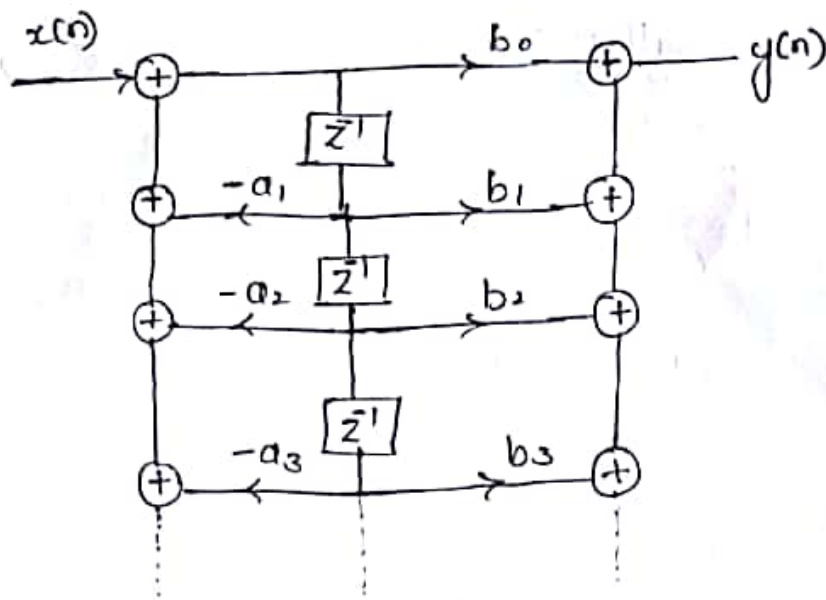 x(n)
b₀
y(n)
+
+
z⁻¹
-a₁
b₁
+
+
z⁻¹
-a₂
b₂
+
+
z⁻¹
-a₃
b₃
+
+